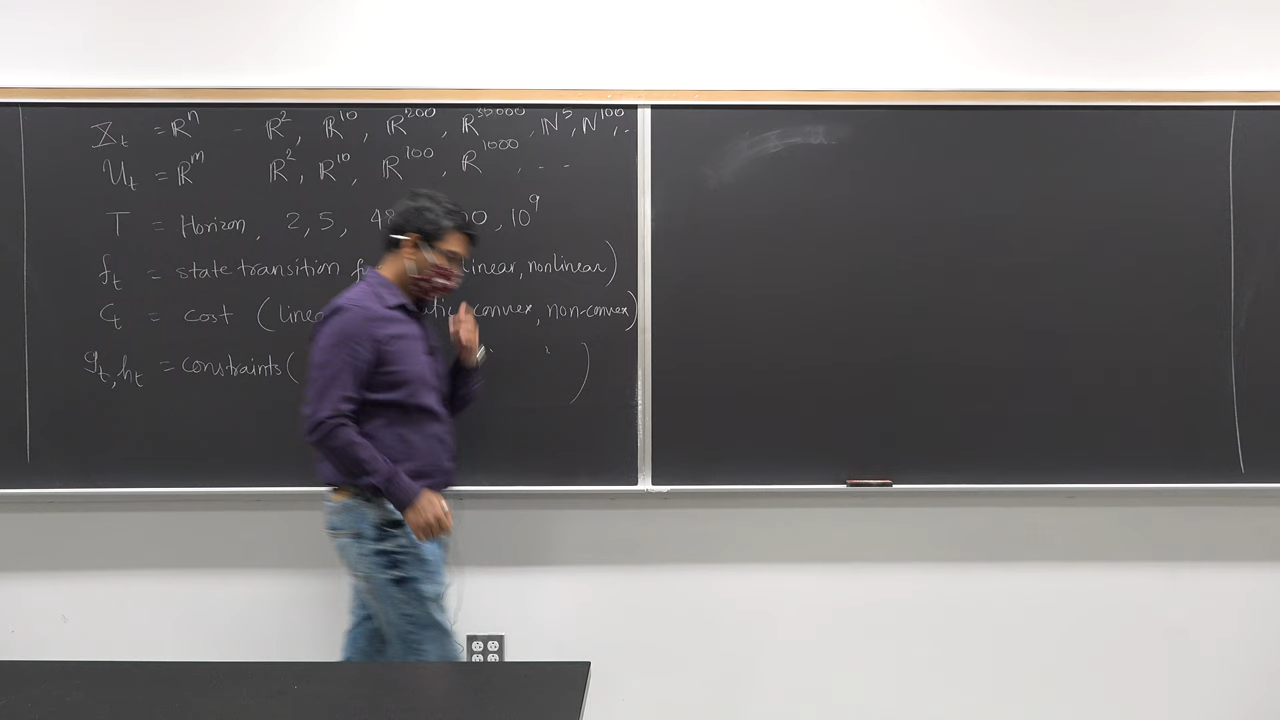 X_t = ℝ^n - ℝ^2, ℝ^10, ℝ^200, ℝ^35000, ℕ^5, ℕ^100, ..
U_t = ℝ^m ℝ^2, ℝ^10, ℝ^100, ℝ^1000, ...
T = Horizon, 2, 5, 10^9
f_t = state transition linear, nonlinear)
C_t = cost ( convex, non-convex)
g_t, h_t = constraints ( )